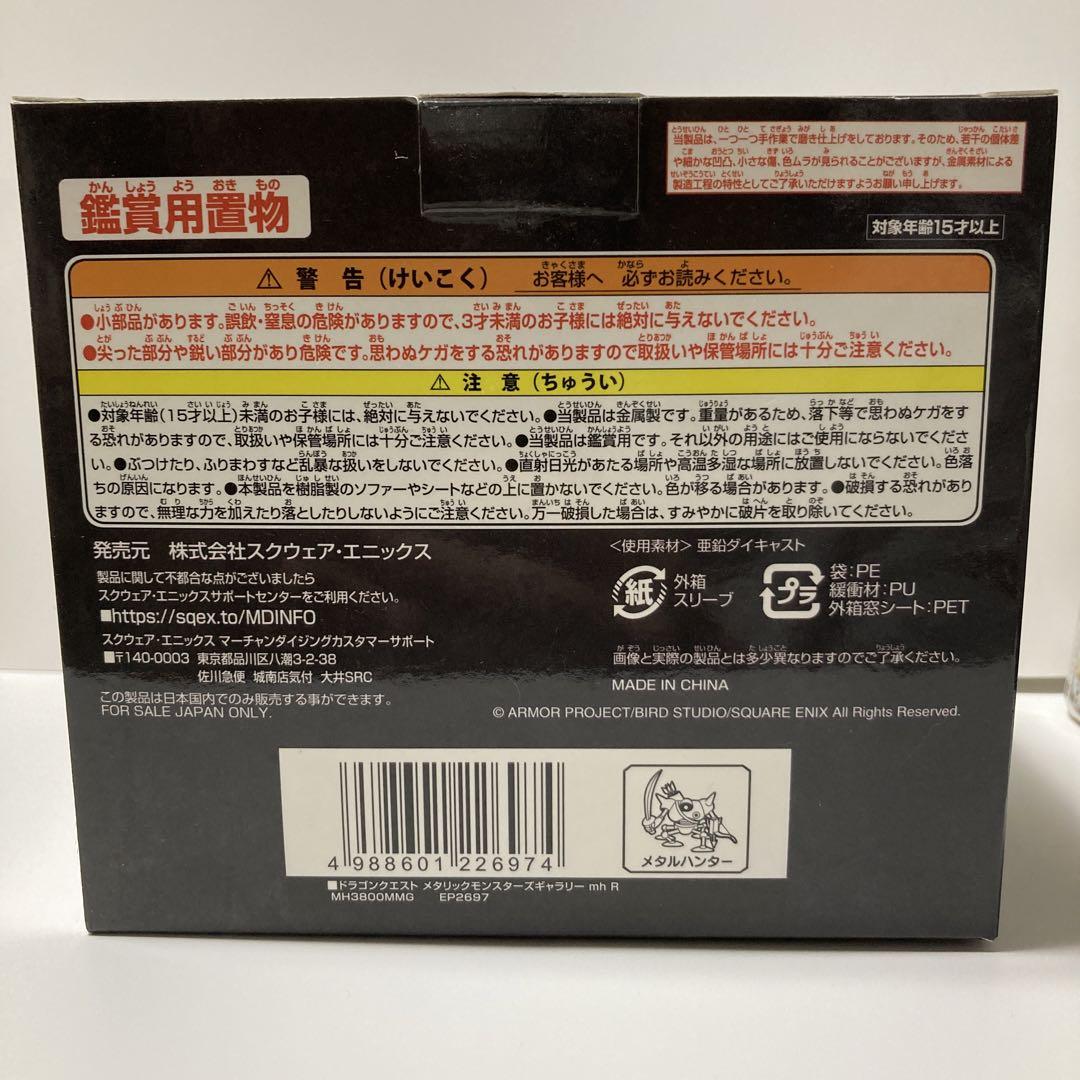 当製品は、一つ一つ手作業で磨き仕上げをしております。そのため、若干の個体差
や細かな凹凸、小さな傷、色ムラが見られることがございますが、金属素材による
製造工程の特性としてご了承いただけますようお願い申し上げます。
かんしょうようおきもの
鑑賞用置物
対象年齢15才以上
⚠ 警告(けいこく) お客様へ 必ずお読みください。
●小部品があります。誤飲・窒息の危険がありますので、3才未満のお子様には絶対に与えないでください。
●尖った部分や鋭い部分があり危険です。思わぬケガをする恐れがありますので取扱いや保管場所には十分ご注意ください。
⚠ 注意(ちゅうい)
●対象年齢(15才以上)未満のお子様には、絶対に与えないでください。●当製品は金属製です。重量があるため、落下等で思わぬケガをす
る恐れがありますので、取扱いや保管場所には十分ご注意ください。●当製品は鑑賞用です。それ以外の用途にはご使用にならないでくださ
い。●ぶつけたり、ふりまわすなど乱暴な扱いをしないでください。●直射日光があたる場所や高温多湿な場所に放置しないでください。色落
ちの原因になります。●本製品を樹脂製のソファーやシートなどの上に置かないでください。色が移る場合があります。●破損する恐れがあり
ますので、無理な力を加えたり落としたりしないようにご注意ください。万一破損した場合は、すみやかに破片を取り除いてください。
発売元 株式会社スクウェア・エニックス
製品に関して不都合な点がございましたら
スクウェア・エニックスサポートセンターをご利用ください。
■https://sqex.to/MDINFO
スクウェア・エニックス マーチャンダイジングカスタマーサポート
■〒140-0003 東京都品川区八潮3-2-38
佐川急便 城南店気付 大井SRC
この製品は日本国内でのみ販売する事ができます。
FOR SALE JAPAN ONLY.
<使用素材> 亜鉛ダイキャスト
紙
外箱
スリーブ
プラ
袋:PE
緩衝材:PU
外箱窓シート:PET
画像と実際の製品とは多少異なりますのでご了承ください。
MADE IN CHINA
© ARMOR PROJECT/BIRD STUDIO/SQUARE ENIX All Rights Reserved.
4 988601 226974
メタルハンター
■ドラゴンクエスト メタリックモンスターズギャラリー mh R
MH3800MMG EP2697